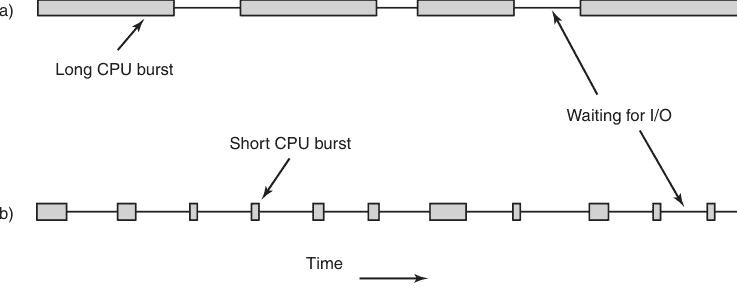 a)
Long CPU burst
Waiting for I/O
Short CPU burst
b)
Time